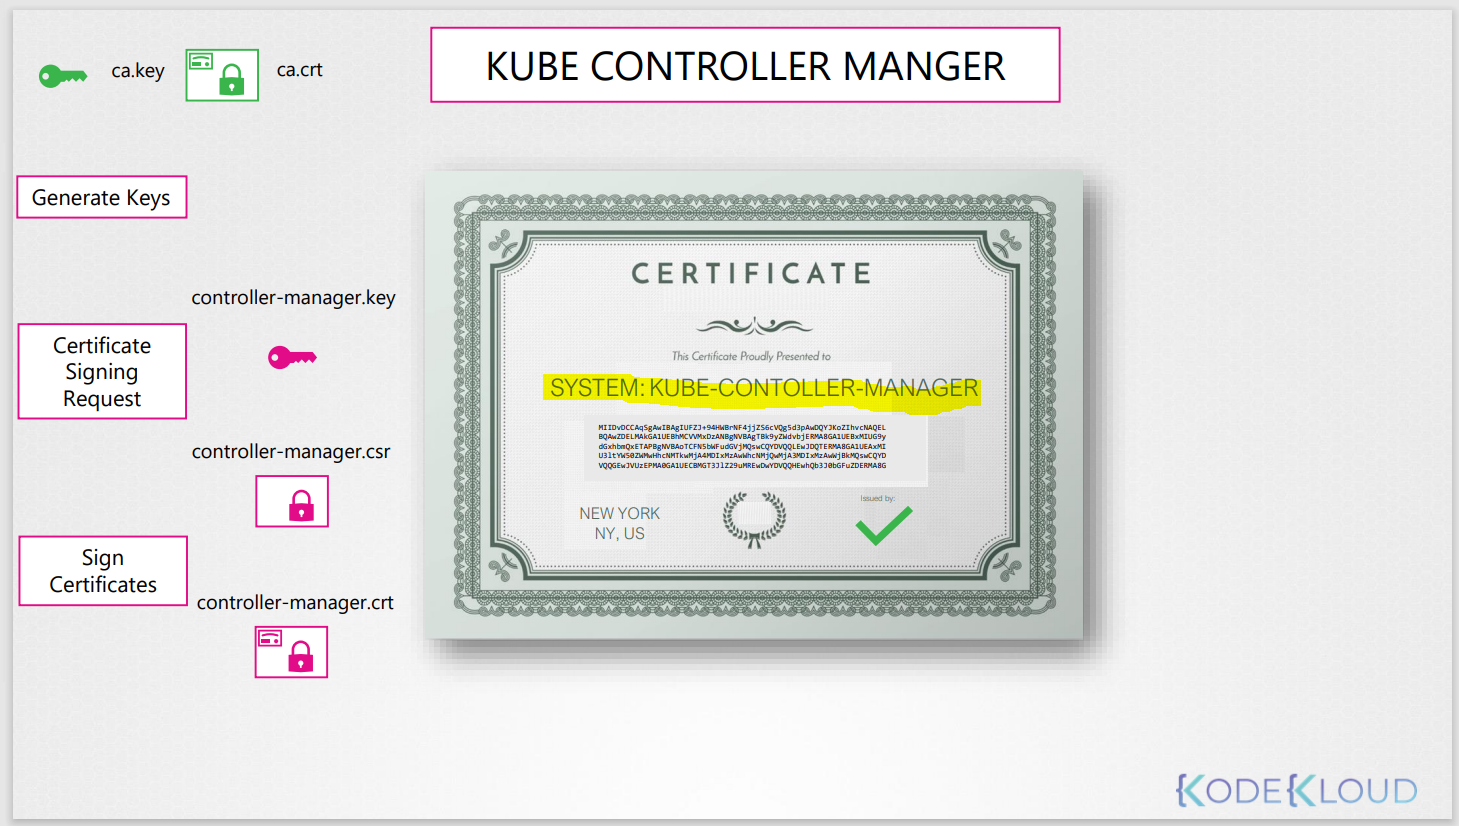 ca.key
ca.crt
KUBE CONTROLLER MANGER
Generate Keys
controller-manager.key
Certificate
Signing
Request
controller-manager.csr
Sign
Certificates
controller-manager.crt
CERTIFICATE
This Certificate Proudly Presented to
SYSTEM: KUBE-CONTOLLER-MANAGER
MIIDvDCCAqSgAwIBAgIUFZJ+94HWBrNF4jjZS6cVQg5d3pAwDQYJKoZIhvcNAQEL
BQAwZDELMAkGA1UEBhMCVVMxDzANBgNVBAgTBk9yZWdvbjERMA8GA1UEBxMIUG9y
dGxhbmQxETAPBgNVBAoTCFN5bWFudGVjMQswCQYDVQQLEwJDQTERMA8GA1UEAxMI
U3ltYW50ZWMwHhcNMTkwMjA4MDIxMzAwWhcNMjQwMjA3MDIxMzAwWjBkMQswCQYD
VQQGEwJVUzEPMA0GA1UECBMGT3JlZ29uMREwDwYDVQQHEwhQb3J0bGFuZDERMA8G
NEW YORK
NY, US
Issued by:
KODEKLOUD